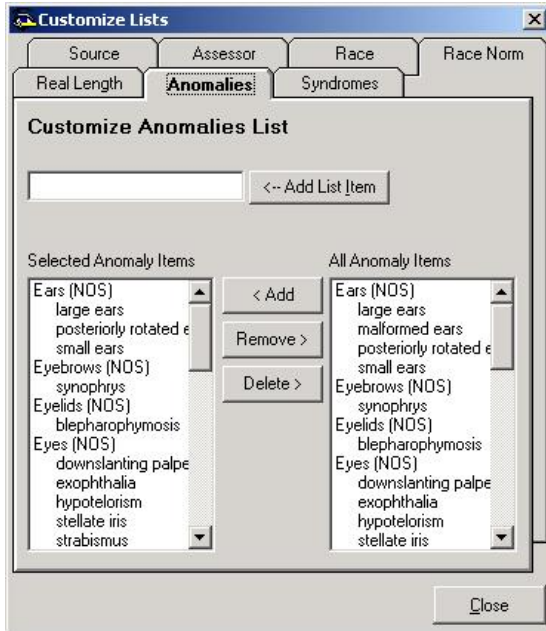 Customize Lists
Source Assessor Race Race Norm
Real Length Anomalies Syndromes
Customize Anomalies List
<-- Add List Item
Selected Anomaly Items
Ears (NOS)
large ears
posteriorly rotated e
small ears
Eyebrows (NOS)
synophrys
Eyelids (NOS)
blepharophymosis
Eyes (NOS)
downslanting palpe
exophthalia
hypotelorism
stellate iris
strabismus
< Add
Remove >
Delete >
All Anomaly Items
Ears (NOS)
large ears
malformed ears
posteriorly rotated e
small ears
Eyebrows (NOS)
synophrys
Eyelids (NOS)
blepharophymosis
Eyes (NOS)
downslanting palpe
exophthalia
hypotelorism
stellate iris
Close